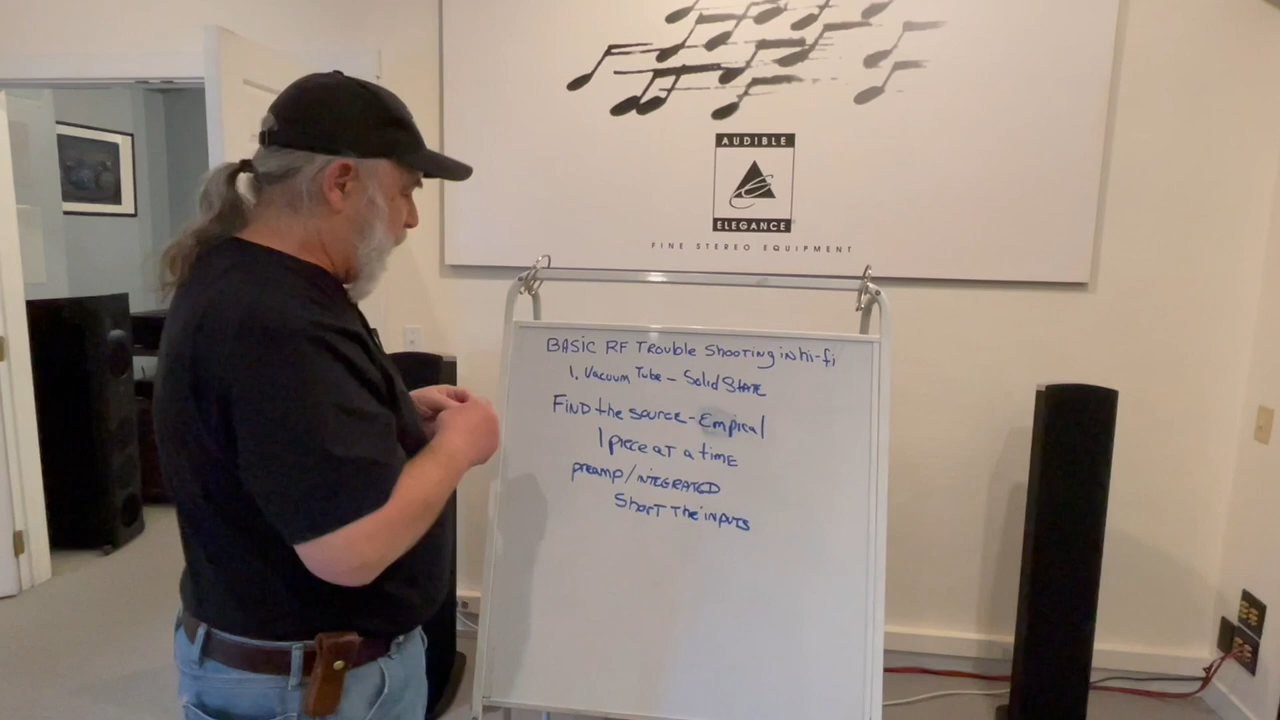 AUDIBLE
ELEGANCE
FINE STEREO EQUIPMENT
BASIC RF TROUBLE SHOOTING IN hi-fi
1. VACUUM TUBE - Solid STATE
FIND the SOURCE - Empirical
1 piece AT a TIME
preamp/INTEGRATED
SHORT THE INPUTS